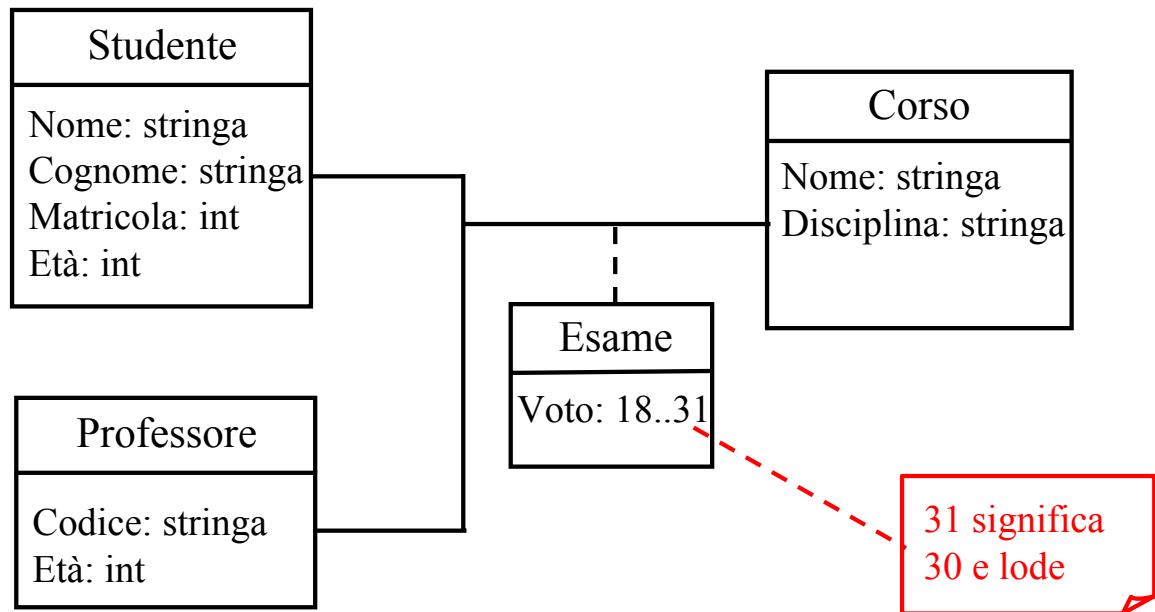 Studente
Nome: stringa
Cognome: stringa
Matricola: int
Età: int
Corso
Nome: stringa
Disciplina: stringa
Esame
Voto: 18..31
Professore
Codice: stringa
Età: int
31 significa
30 e lode